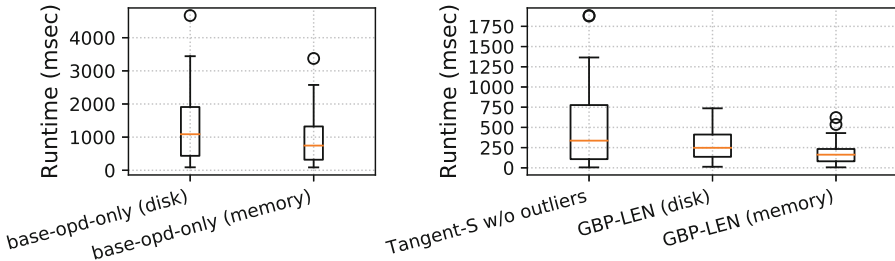 Runtime (msec)
4000
3000
2000
1000
0
base-opd-only (disk)
base-opd-only (memory)
Runtime (msec)
1750
1500
1250
1000
750
500
250
0
Tangent-S w/o outliers
GBP-LEN (disk)
GBP-LEN (memory)